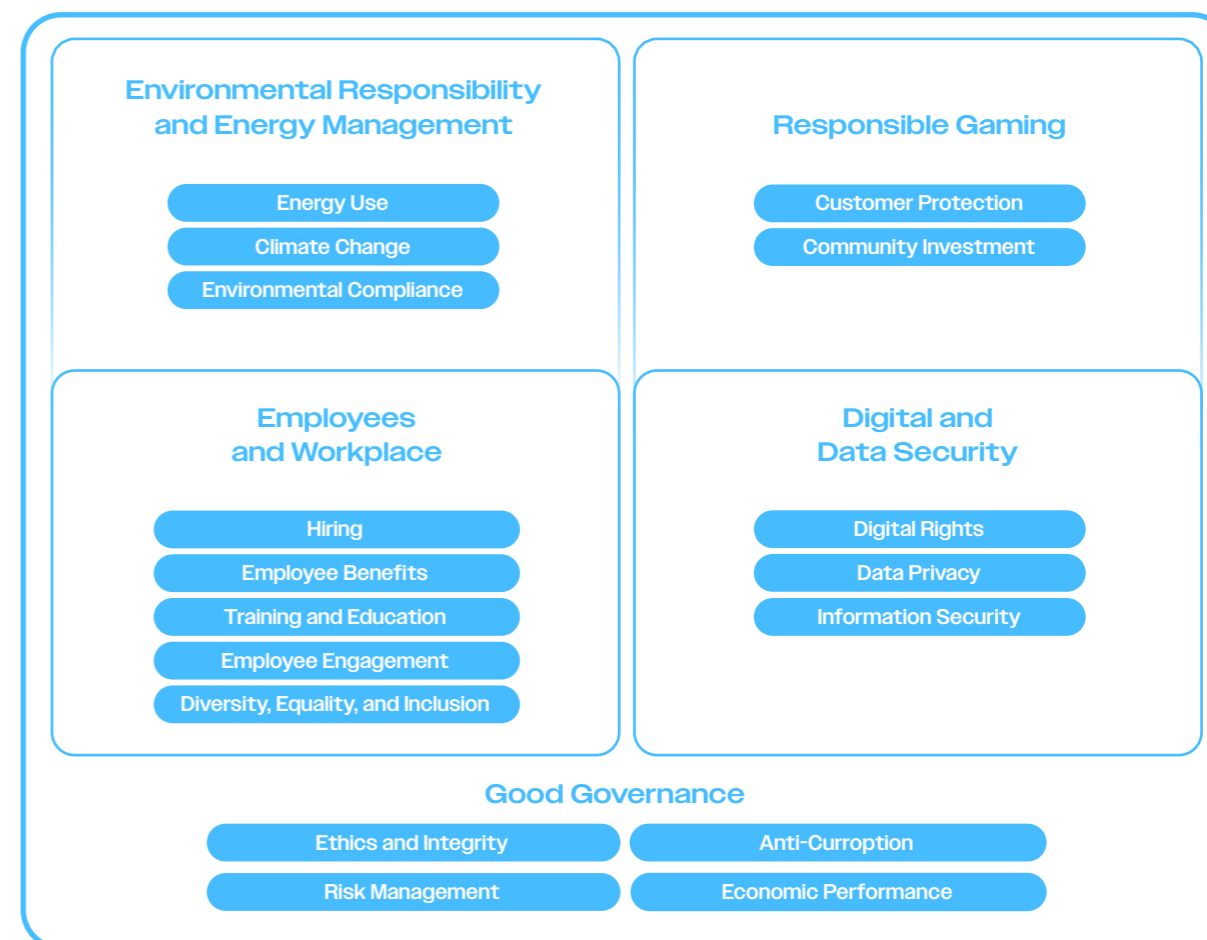 Environmental Responsibility
and Energy Management
Energy Use
Climate Change
Environmental Compliance
Responsible Gaming
Customer Protection
Community Investment
Employees
and Workplace
Hiring
Employee Benefits
Training and Education
Employee Engagement
Diversity, Equality, and Inclusion
Digital and
Data Security
Digital Rights
Data Privacy
Information Security
Good Governance
Ethics and Integrity
Anti-Curroption
Risk Management
Economic Performance